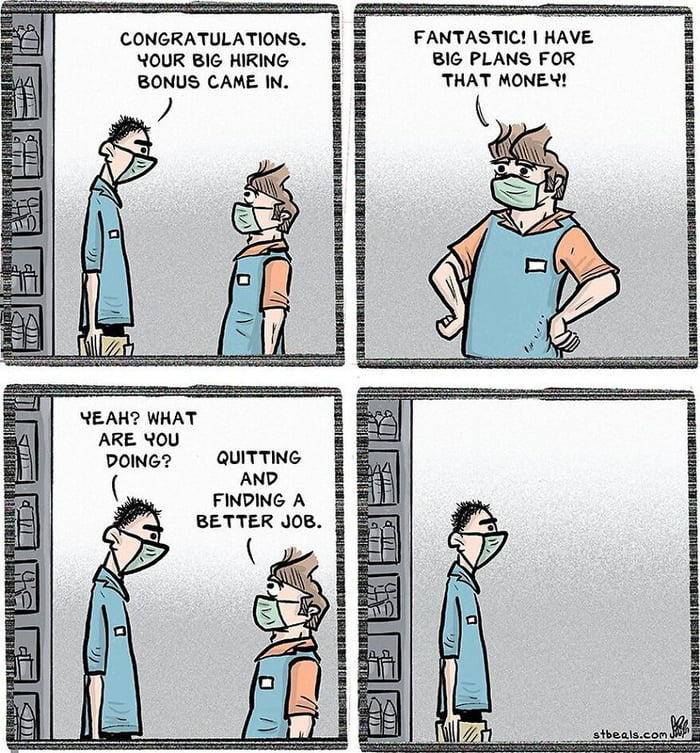 CONGRATULATIONS.
YOUR BIG HIRING
BONUS CAME IN.
FANTASTIC! I HAVE
BIG PLANS FOR
THAT MONEY!
YEAH? WHAT
ARE YOU
DOING?
QUITTING
AND
FINDING A
BETTER JOB.
stbeals.com